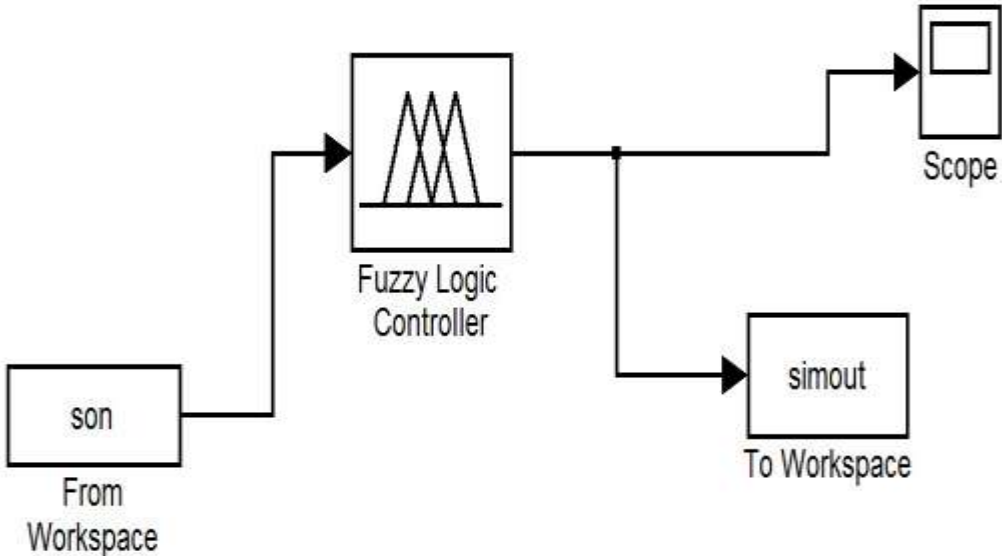 Scope
Fuzzy Logic
Controller
simout
To Workspace
son
From
Workspace